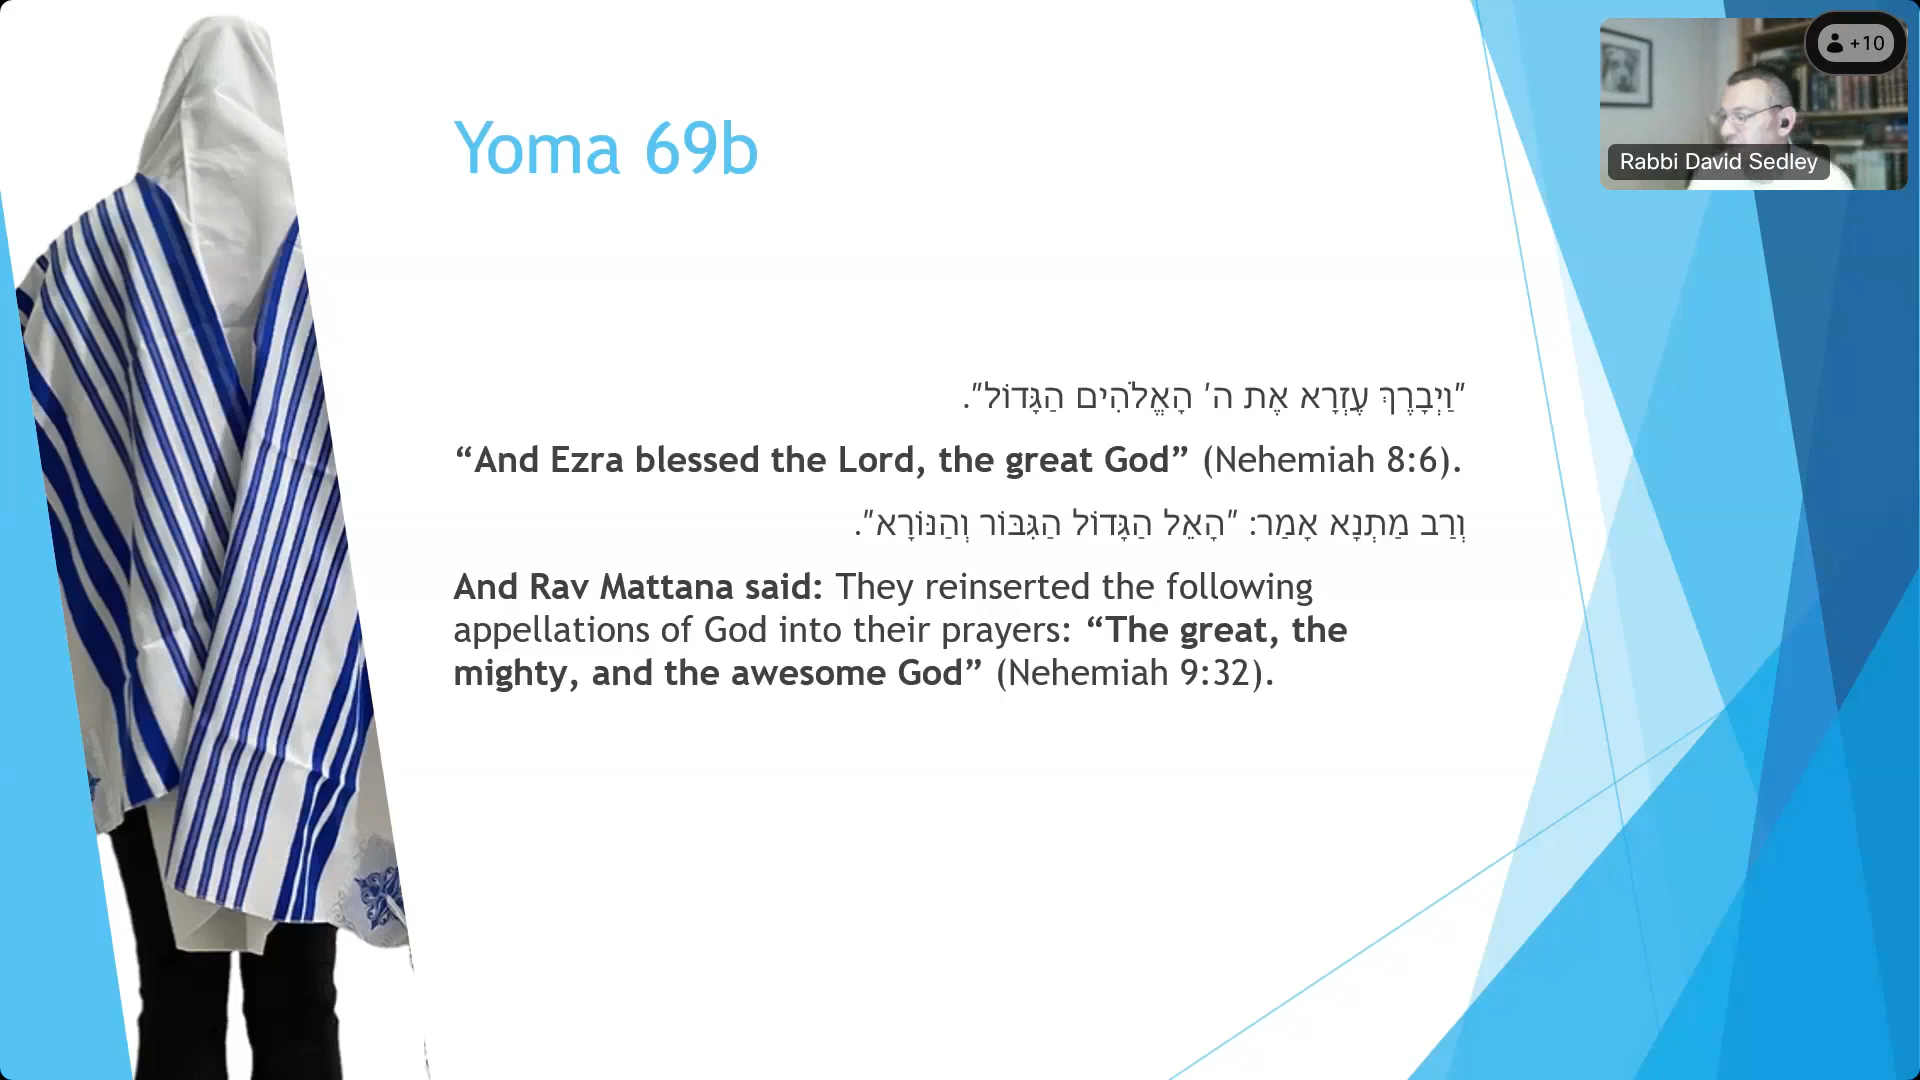 Yoma 69b
"וַיְבָרֶךְ עֶזְרָא אֶת ה' הָאֱלֹהִים הַגָּדוֹל".
“And Ezra blessed the Lord, the great God” (Nehemiah 8:6).
וְרַב מַתְנָא אָמַר: "הָאֵל הַגָּדוֹל הַגִּבּוֹר וְהַנּוֹרָא".
And Rav Mattana said: They reinserted the following
appellations of God into their prayers: “The great, the
mighty, and the awesome God” (Nehemiah 9:32).
+10
Rabbi David Sedley